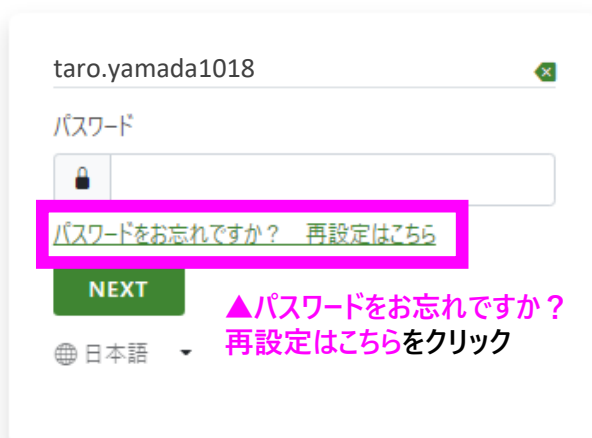 taro.yamada1018
パスワード
パスワードをお忘れですか？　再設定はこちら
NEXT
▲パスワードをお忘れですか？
再設定はこちらをクリック
日本語